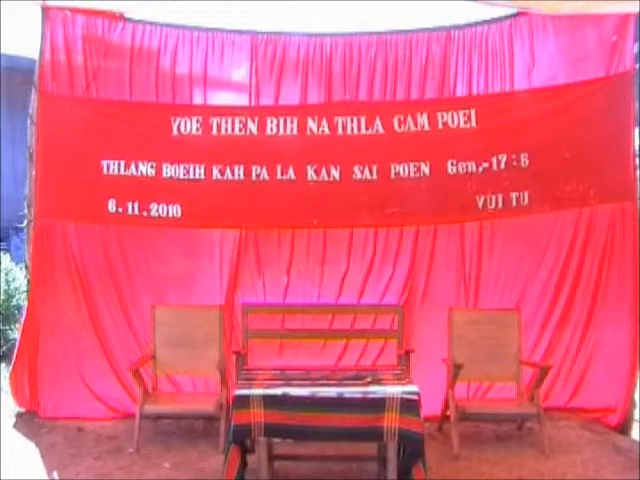 YOE THEN BIH NA THLA CAM POEI
THLANG BOEIH KAH PA LA KAN SAI POEN Gen,-17:5
6.11.2010 VUI TU